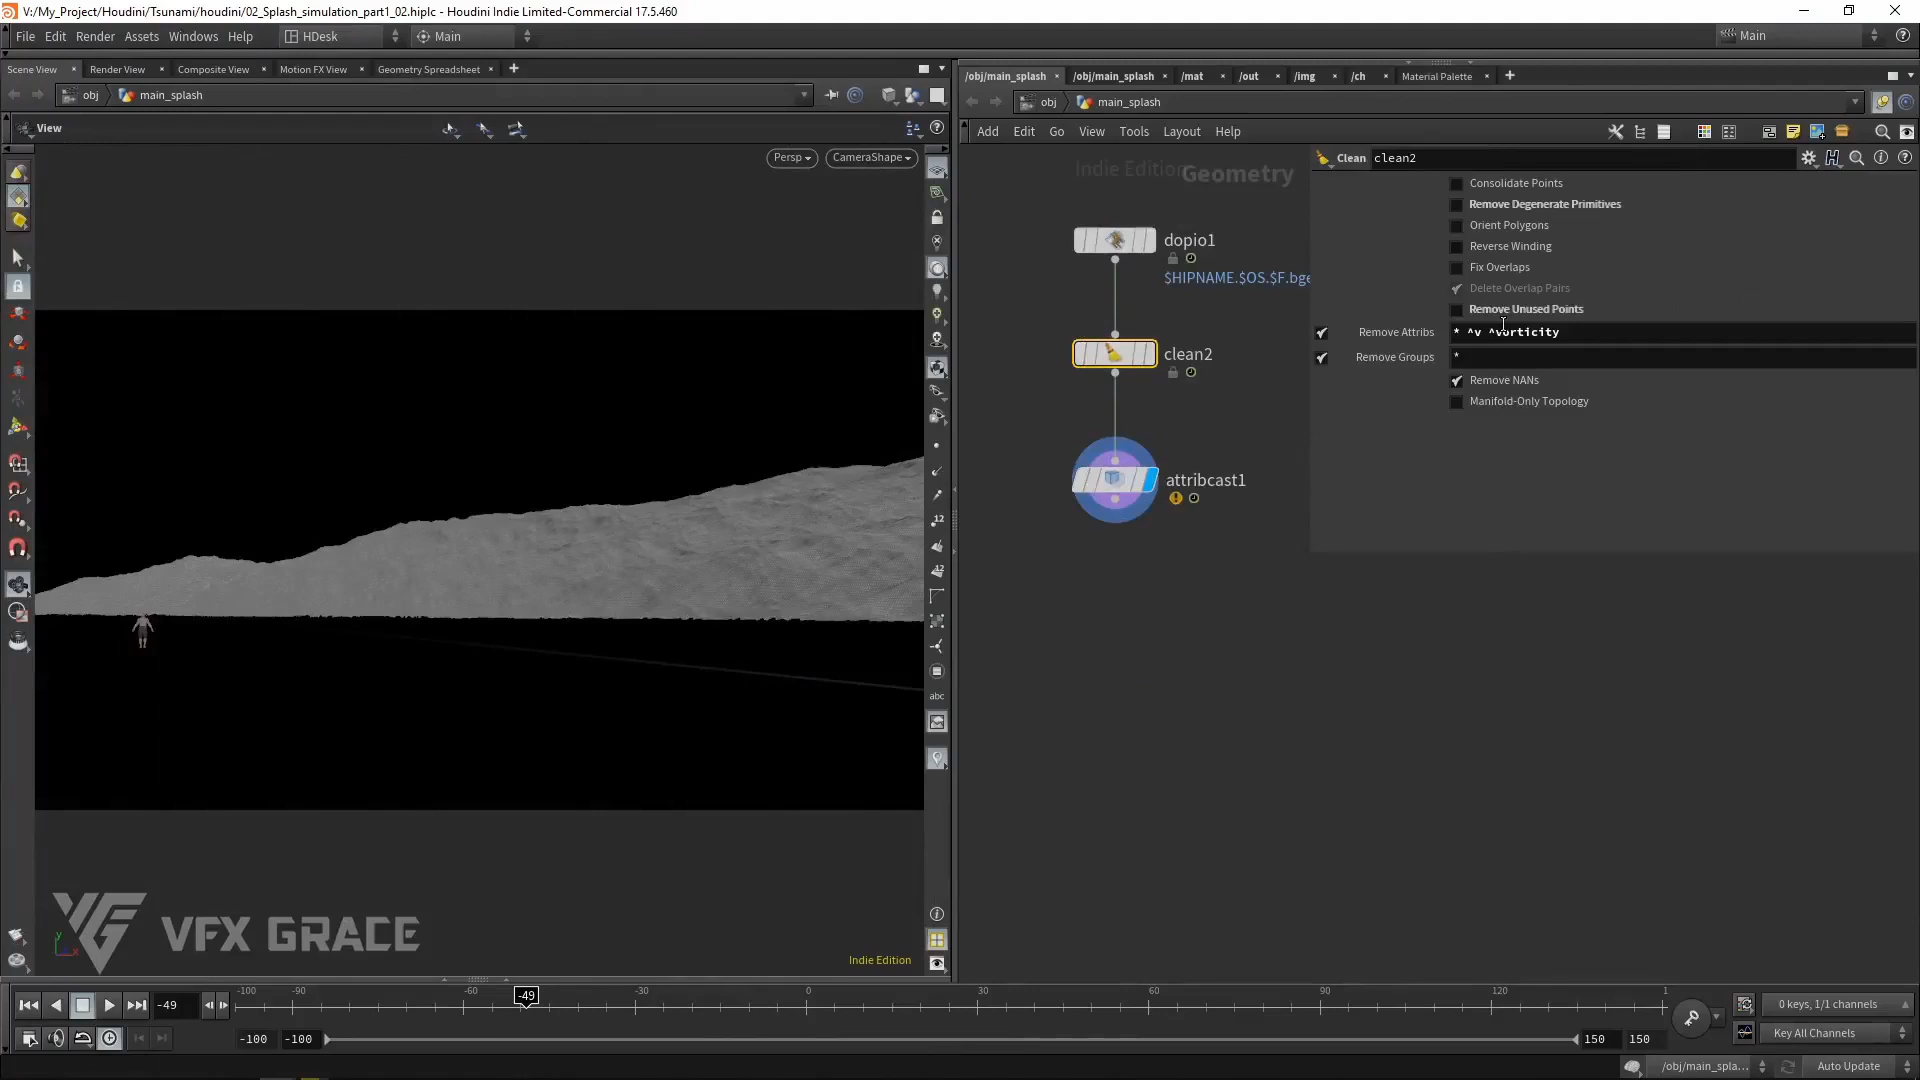 V:/My_Project/Houdini/Tsunami/houdini/02_Splash_simulation_part1_02.hiplc - Houdini Indie Limited-Commercial 17.5.460
File Edit Render Assets Windows Help HDesk Main Main
Scene View Render View Composite View Motion FX View Geometry Spreadsheet
obj main_splash
View
Persp CameraShape
/obj/main_splash /obj/main_splash /mat /out /img /ch Material Palette
obj main_splash
Add Edit Go View Tools Layout Help
Indie Edition Geometry
dopio1
$HIPNAME.$OS.$F.bge
clean2
attribcast1
Clean clean2
Consolidate Points
Remove Degenerate Primitives
Orient Polygons
Reverse Winding
Fix Overlaps
Delete Overlap Pairs
Remove Unused Points
Remove Attribs * ^v ^vorticity
Remove Groups *
Remove NANs
Manifold-Only Topology
12
12
abc
VFX GRACE
y
Indie Edition
-49 -100 -90 -60 -49 -30 0 30 60 90 120 1
0 keys, 1/1 channels
-100 -100 150 150
Key All Channels
/obj/main_spla... Auto Update